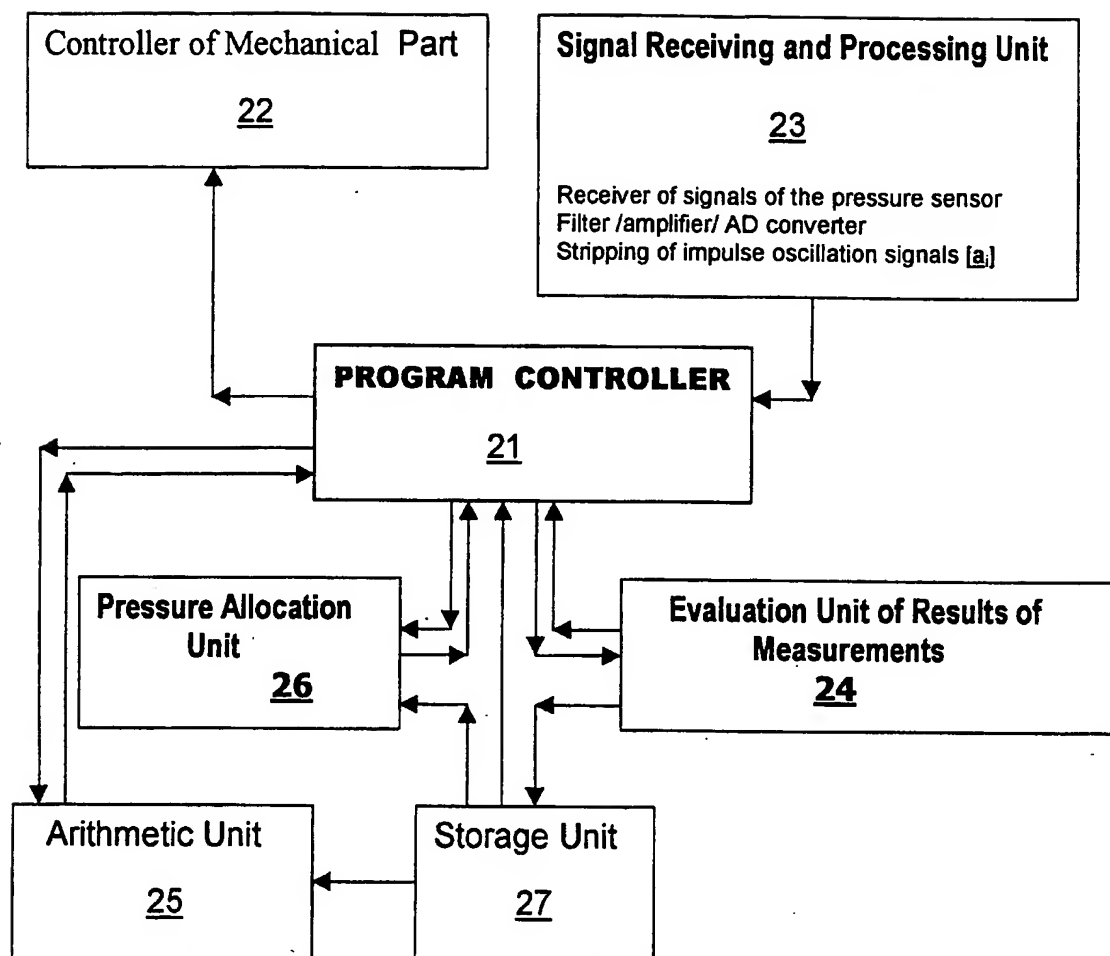 Controller of Mechanical Part
22
Signal Receiving and Processing Unit
23
Receiver of signals of the pressure sensor
Filter /amplifier/ AD converter
Stripping of impulse oscillation signals [ai]
PROGRAM CONTROLLER
21
Pressure Allocation
Unit
26
Evaluation Unit of Results of
Measurements
24
Arithmetic Unit
25
Storage Unit
27